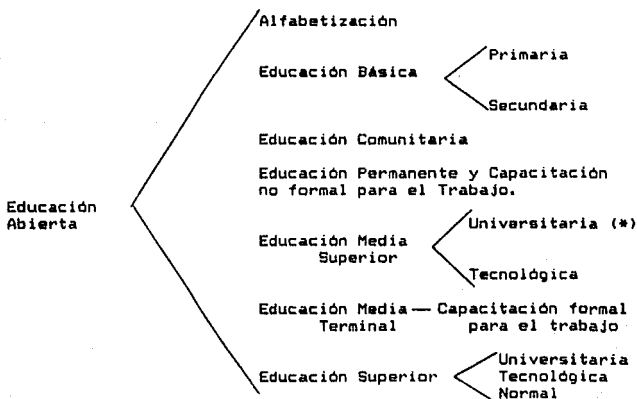 Alfabetización
Educación Básica
Primaria
Secundaria
Educación Comunitaria
Educación Permanente y Capacitación
no formal para el Trabajo.
Educación
Abierta
Educación Media
Superior
Universitaria (*)
Tecnológica
Educación Media — Capacitación formal
Terminal para el trabajo
Educación Superior
Universitaria
Tecnológica
Normal